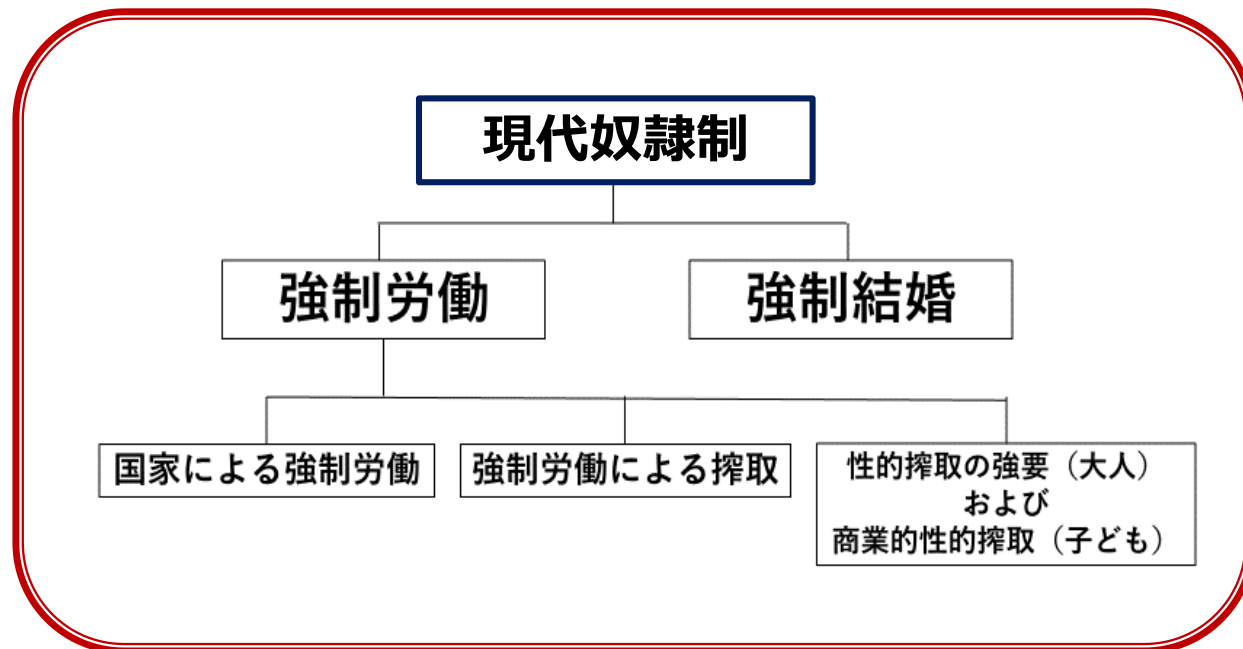 現代奴隷制
強制労働
強制結婚
国家による強制労働
強制労働による搾取
性的搾取の強要（大人）
および
商業的性的搾取（子ども）